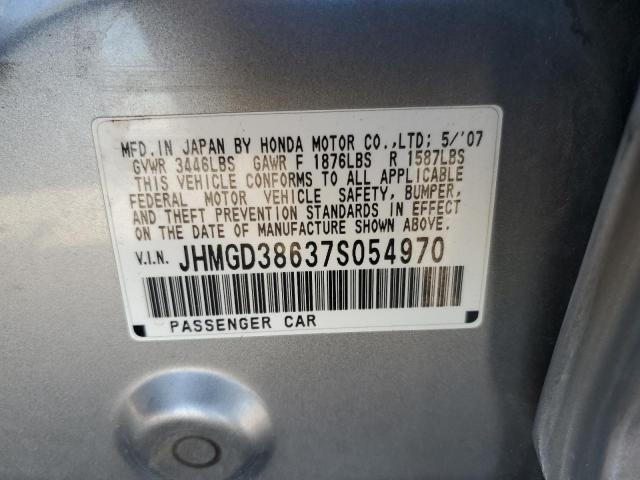 MFD. IN JAPAN BY HONDA MOTOR CO.,LTD; 5/'07
GVWR 3446LBS GAWR F 1876LBS R 1587LBS
THIS VEHICLE CONFORMS TO ALL APPLICABLE
FEDERAL MOTOR VEHICLE SAFETY, BUMPER,
AND THEFT PREVENTION STANDARDS IN EFFECT
ON THE DATE OF MANUFACTURE SHOWN ABOVE.
V.I.N. JHMGD38637S054970
PASSENGER CAR